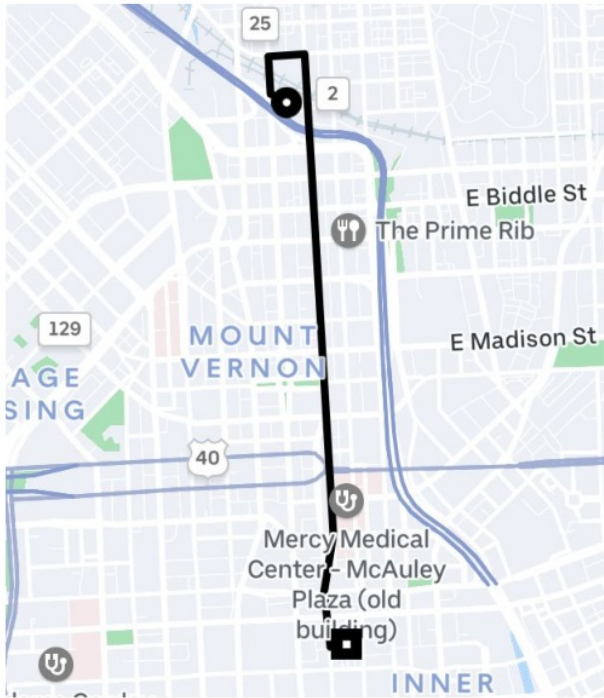 25
2
E Biddle St
The Prime Rib
129
MOUNT
VERNON
E Madison St
AGE
SING
40
Mercy Medical
Center - McAuley
Plaza (old
building)
INNER